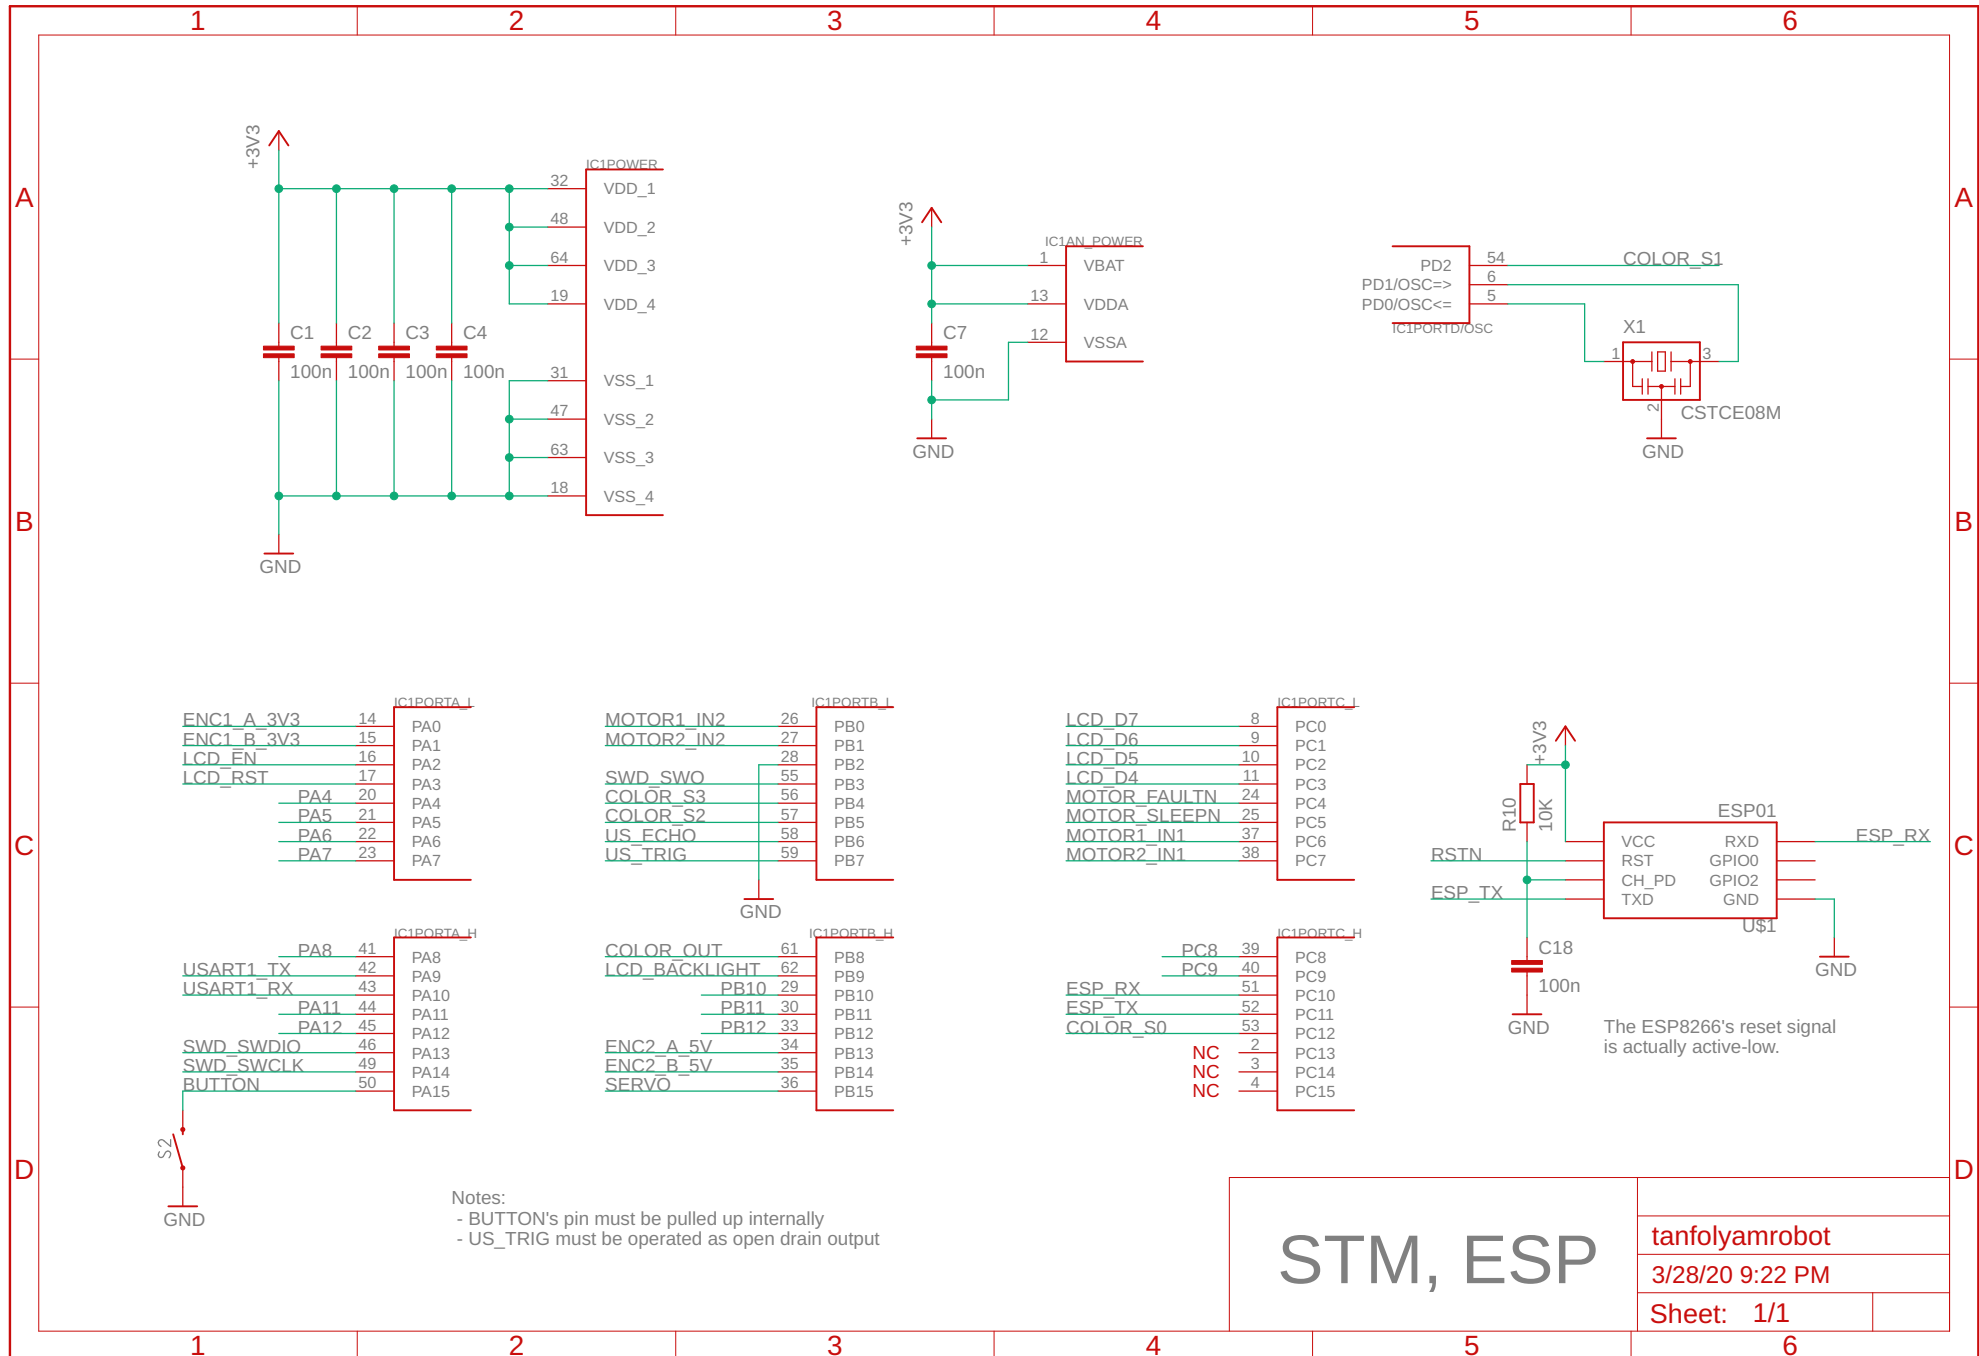 1 2 3 4 5 6
A A
B B
C C
D D
+3V3
IC1POWER
32 VDD_1
48 VDD_2
64 VDD_3
19 VDD_4
C1 C2 C3 C4
100n 100n 100n 100n
31 VSS_1
47 VSS_2
63 VSS_3
18 VSS_4
GND
+3V3
IC1AN_POWER
1 VBAT
13 VDDA
12 VSSA
C7
100n
GND
PD2 54 COLOR_S1
PD1/OSC=> 6
PD0/OSC<= 5
IC1PORTD/OSC
X1
1 3
2
CSTCE08M
GND
IC1PORTA_L
ENC1_A_3V3 14 PA0
ENC1_B_3V3 15 PA1
LCD_EN 16 PA2
LCD_RST 17 PA3
PA4 20 PA4
PA5 21 PA5
PA6 22 PA6
PA7 23 PA7
IC1PORTB_L
MOTOR1_IN2 26 PB0
MOTOR2_IN2 27 PB1
28 PB2
SWD_SWO 55 PB3
COLOR_S3 56 PB4
COLOR_S2 57 PB5
US_ECHO 58 PB6
US_TRIG 59 PB7
GND
IC1PORTC_L
LCD_D7 8 PC0
LCD_D6 9 PC1
LCD_D5 10 PC2
LCD_D4 11 PC3
MOTOR_FAULTN 24 PC4
MOTOR_SLEEPN 25 PC5
MOTOR1_IN1 37 PC6
MOTOR2_IN1 38 PC7
+3V3
R10
10K
ESP01
VCC RXD ESP_RX
RSTN RST GPIO0
CH_PD GPIO2
ESP_TX TXD GND
U$1
C18
100n
GND
GND
The ESP8266's reset signal
is actually active-low.
IC1PORTA_H
PA8 41 PA8
USART1_TX 42 PA9
USART1_RX 43 PA10
PA11 44 PA11
PA12 45 PA12
SWD_SWDIO 46 PA13
SWD_SWCLK 49 PA14
BUTTON 50 PA15
S2
GND
IC1PORTB_H
COLOR_OUT 61 PB8
LCD_BACKLIGHT 62 PB9
PB10 29 PB10
PB11 30 PB11
PB12 33 PB12
ENC2_A_5V 34 PB13
ENC2_B_5V 35 PB14
SERVO 36 PB15
IC1PORTC_H
PC8 39 PC8
PC9 40 PC9
ESP_RX 51 PC10
ESP_TX 52 PC11
COLOR_S0 53 PC12
NC 2 PC13
NC 3 PC14
NC 4 PC15
Notes:
- BUTTON's pin must be pulled up internally
- US_TRIG must be operated as open drain output
STM, ESP
tanfolyamrobot
3/28/20 9:22 PM
Sheet: 1/1
1 2 3 4 5 6